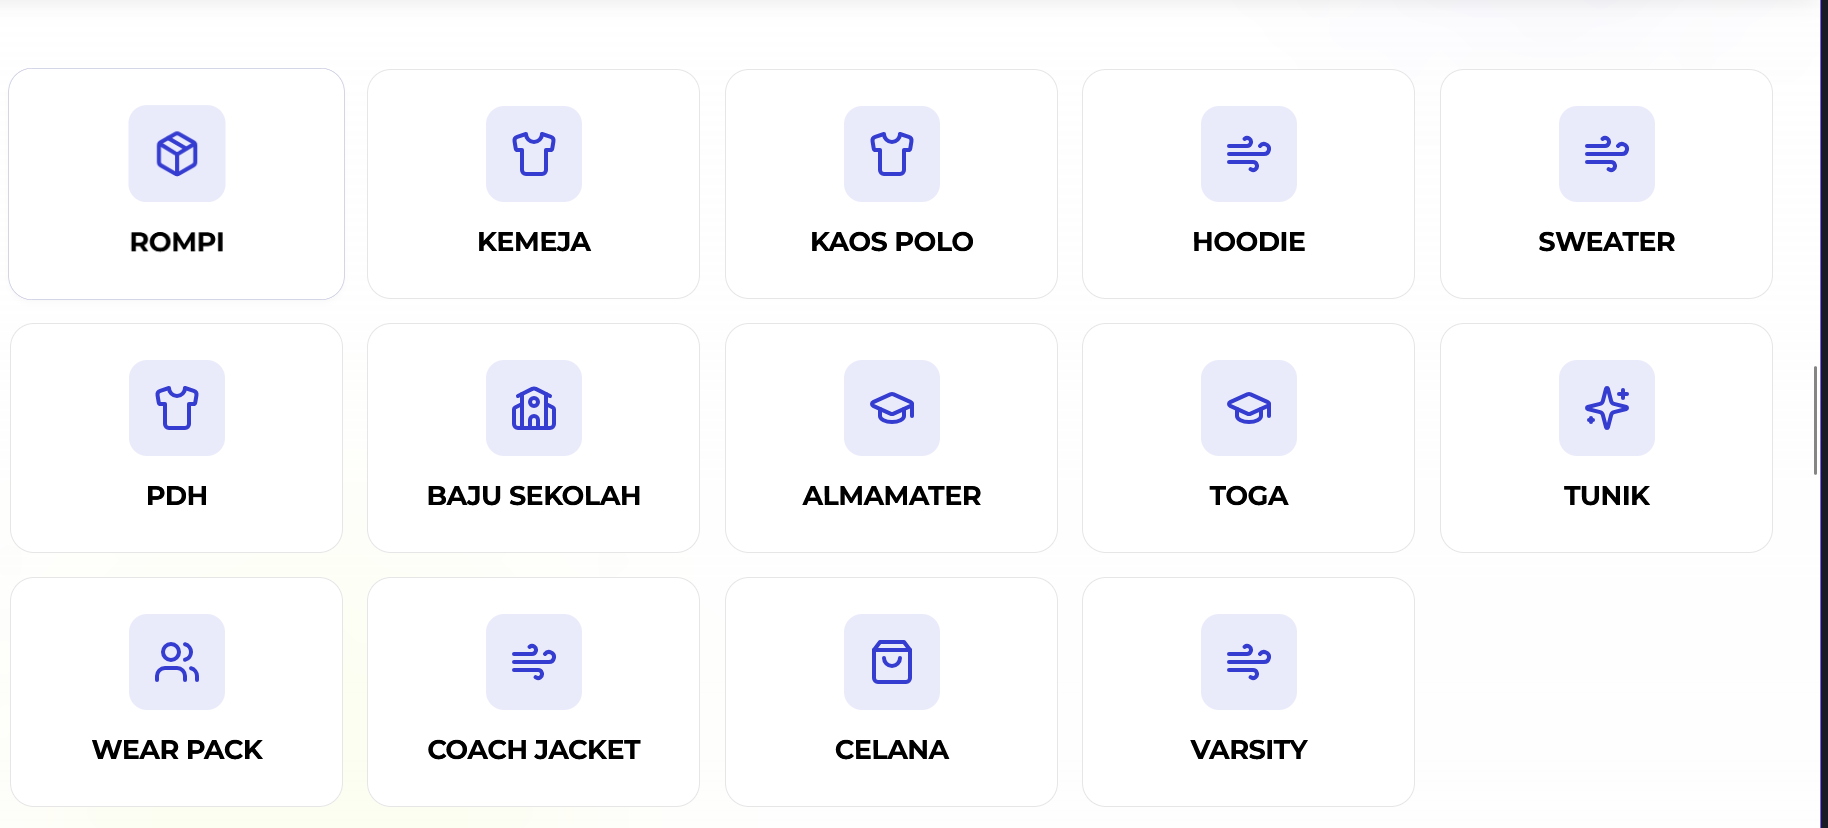 ROMPI
KEMEJA
KAOS POLO
HOODIE
SWEATER
PDH
BAJU SEKOLAH
ALMAMATER
TOGA
TUNIK
WEAR PACK
COACH JACKET
CELANA
VARSITY